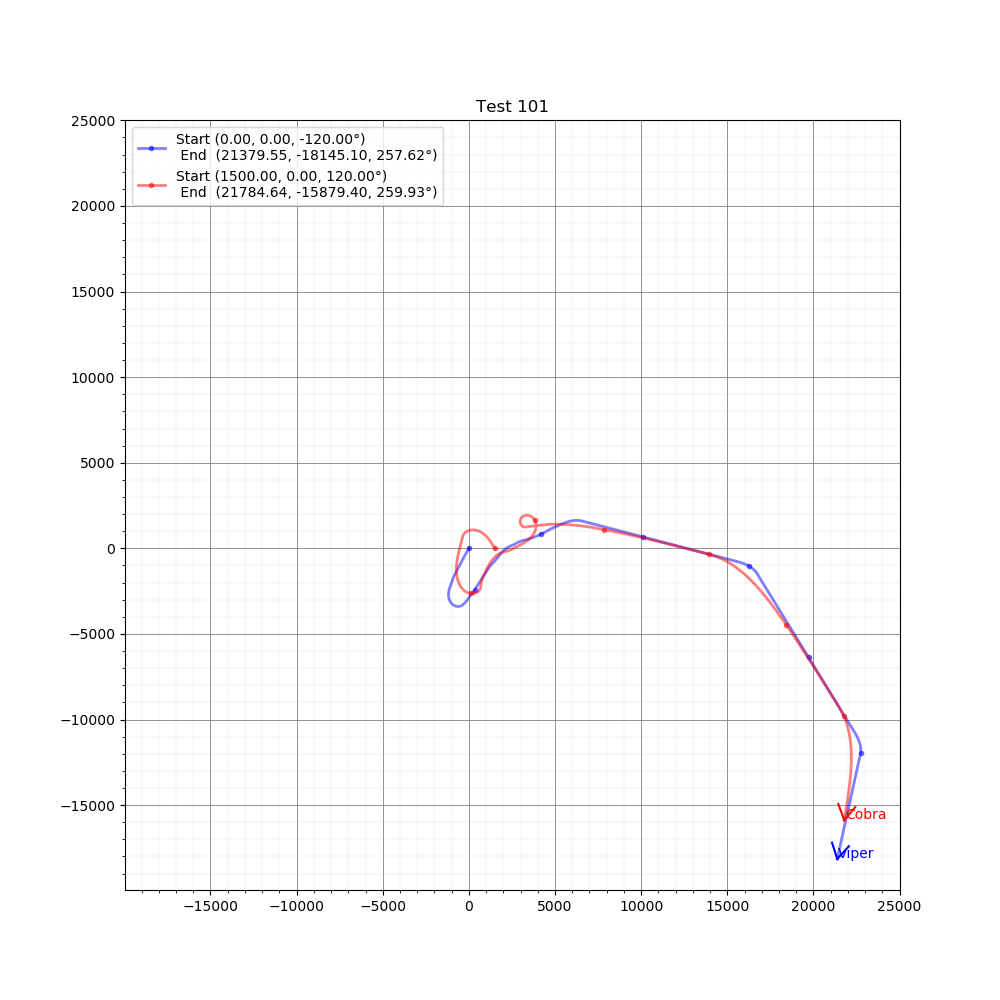 Test 101
25000
20000
15000
10000
5000
0
−5000
−10000
−15000
Start (0.00, 0.00, -120.00°)
End (21379.55, -18145.10, 257.62°)
Start (1500.00, 0.00, 120.00°)
End (21784.64, -15879.40, 259.93°)
Cobra
Viper
−15000 −10000 −5000 0 5000 10000 15000 20000 25000